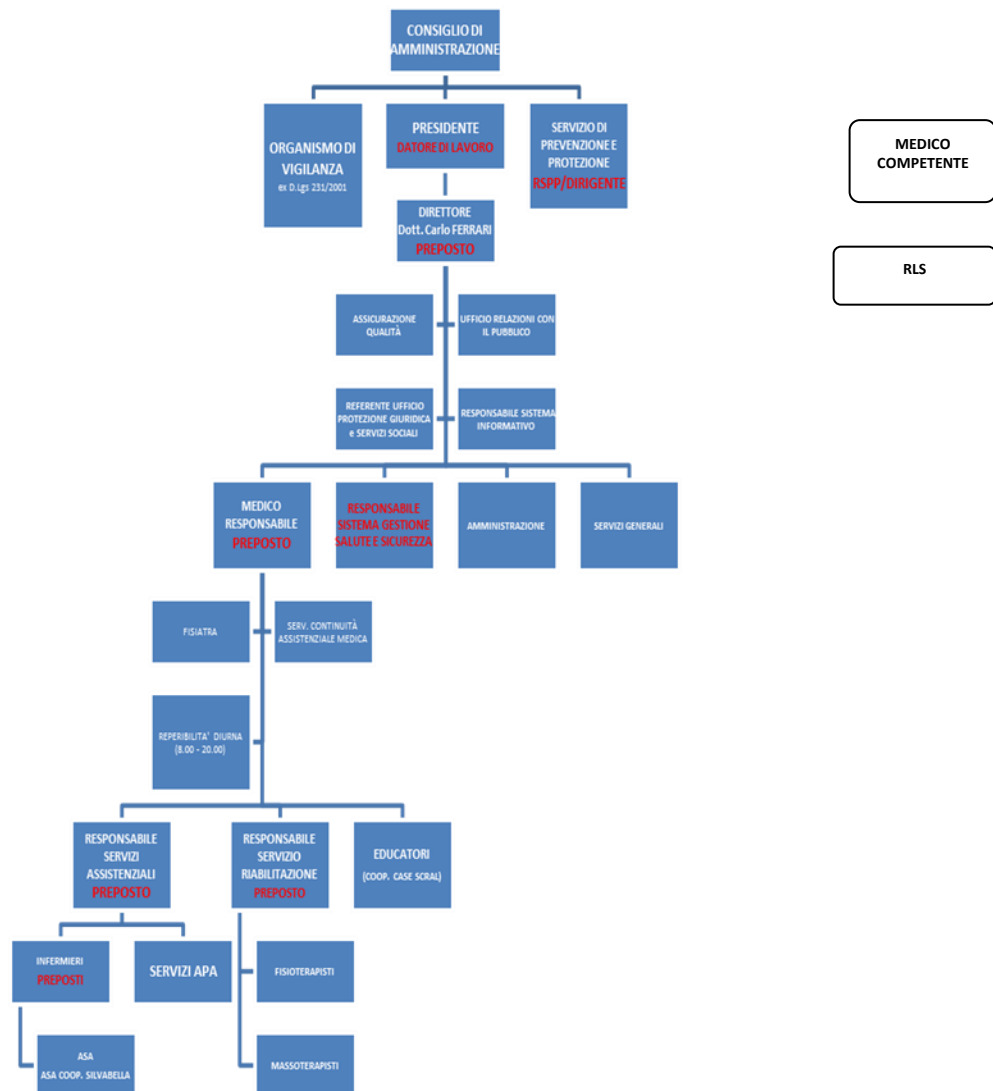 CONSIGLIO DI
AMMINISTRAZIONE
ORGANISMO DI
VIGILANZA
ex D.Lgs 231/2001
PRESIDENTE
DATORE DI LAVORO
SERVIZIO DI
PREVENZIONE E
PROTEZIONE
RSPP/DIRIGENTE
MEDICO
COMPETENTE
DIRETTORE
Dott. Carlo FERRARI
PREPOSTO
RLS
ASSICURAZIONE
QUALITÀ
UFFICIO RELAZIONI CON
IL PUBBLICO
REFERENTE UFFICIO
PROTEZIONE GIURIDICA
e SERVIZI SOCIALI
RESPONSABILE SISTEMA
INFORMATIVO
MEDICO
RESPONSABILE
PREPOSTO
RESPONSABILE
SISTEMA GESTIONE
SALUTE E SICUREZZA
AMMINISTRAZIONE
SERVIZI GENERALI
FISIATRA
SERV. CONTINUITÀ
ASSISTENZIALE MEDICA
REPERIBILITA' DIURNA
(8.00 - 20.00)
RESPONSABILE
SERVIZI
ASSISTENZIALI
PREPOSTO
RESPONSABILE
SERVIZIO
RIABILITAZIONE
PREPOSTO
EDUCATORI
(COOP. CASE SCRAL)
INFERMIERI
PREPOSTI
SERVIZI APA
FISIOTERAPISTI
ASA
ASA COOP. SILVABELLA
MASSOTERAPISTI